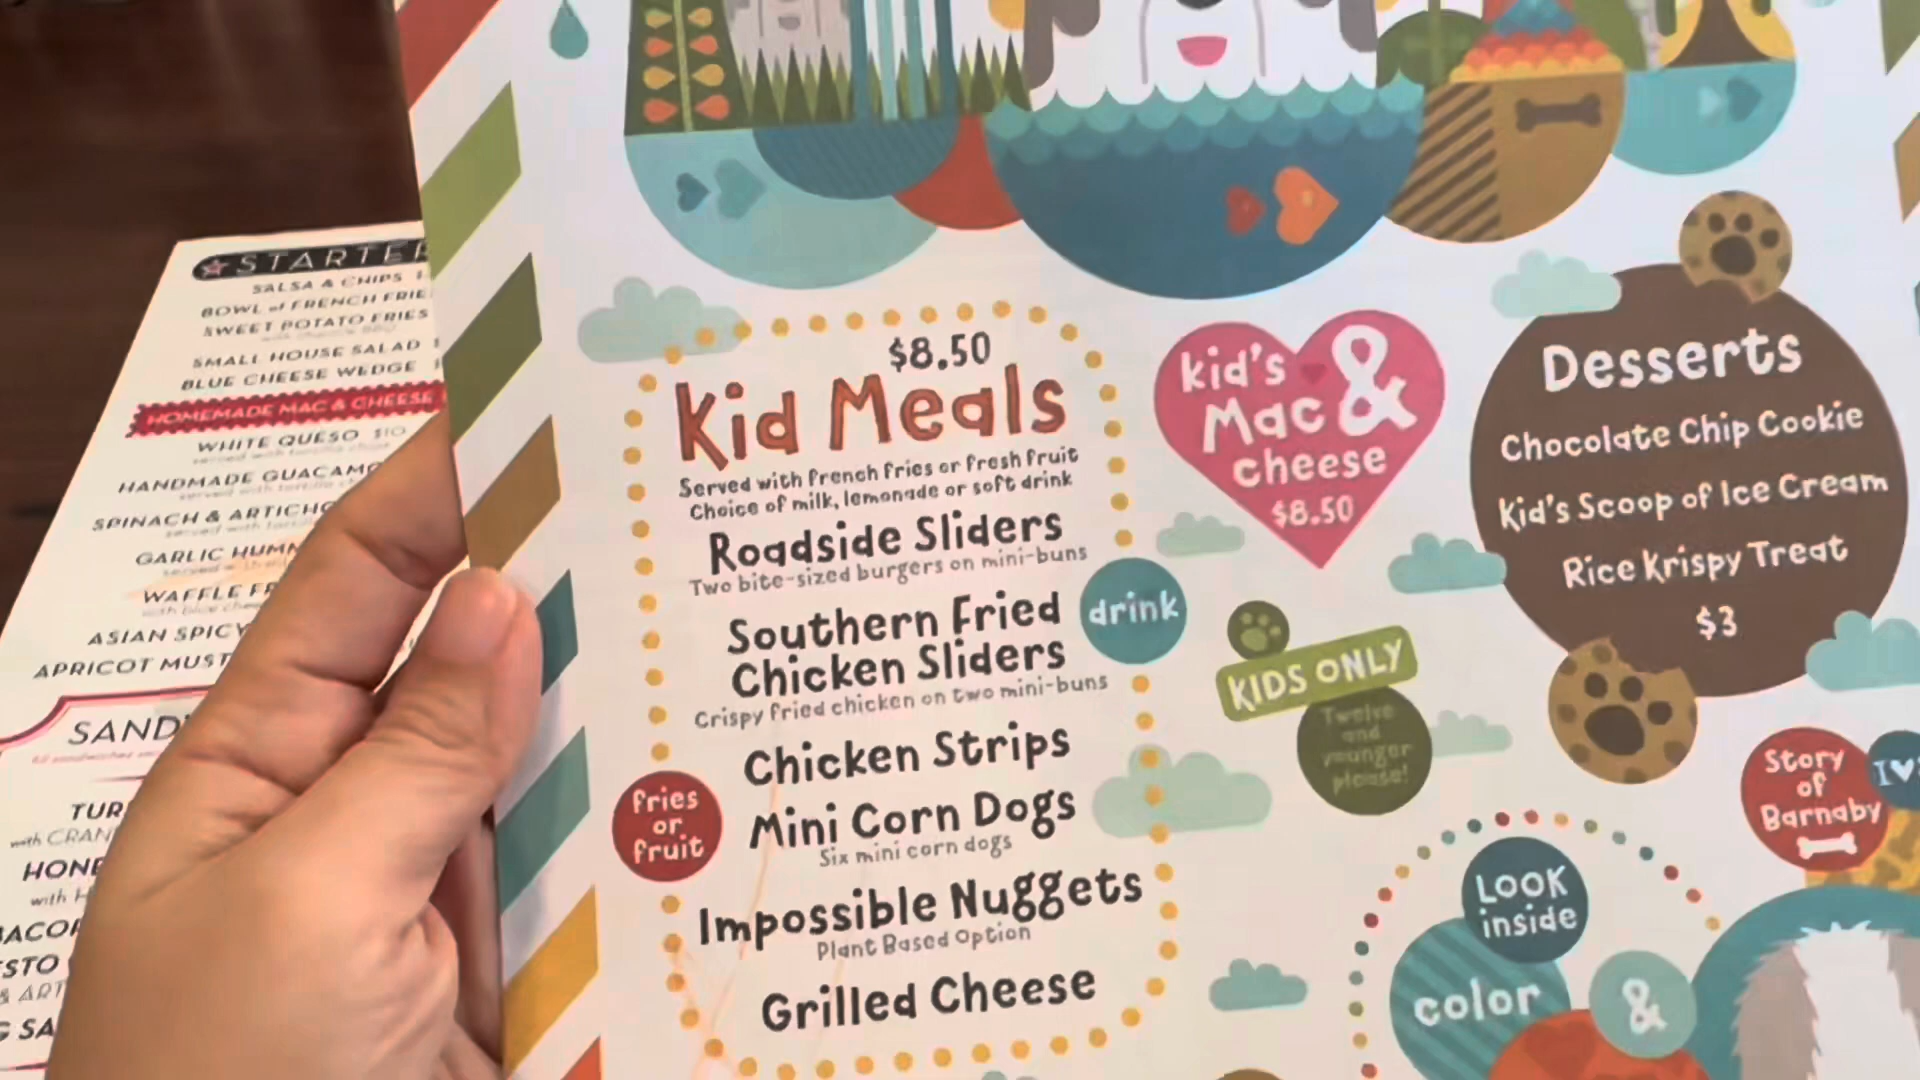 STARTER
SALSA & CHIPS
BOWL of FRENCH FRIE
SWEET POTATO FRIES
SMALL HOUSE SALAD
BLUE CHEESE WEDGE
HOMEMADE MAC & CHEESE
WHITE QUESO $10
HANDMADE GUACAMO
SPINACH & ARTICHO
GARLIC HUMM
WAFFLE FR
ASIAN SPICY
APRICOT MUST
SAND
TUR
with CRAN
HONE
with H
BACO
ESTO
& ART
G SA
$8.50
Kid Meals
Served with french fries or fresh fruit
Choice of milk, lemonade or soft drink
Roadside Sliders
Two bite-sized burgers on mini-buns
Southern Fried
Chicken Sliders
Crispy fried chicken on two mini-buns
Chicken Strips
Mini Corn Dogs
Six mini corn dogs
Impossible Nuggets
Plant Based Option
Grilled Cheese
drink
fries
or
fruit
kid's
Mac &
cheese
$8.50
KIDS ONLY
Twelve
and
younger
please!
Desserts
Chocolate Chip Cookie
Kid's Scoop of Ice Cream
Rice Krispy Treat
$3
Story
of
Barnaby
I
LOOK
inside
color
&